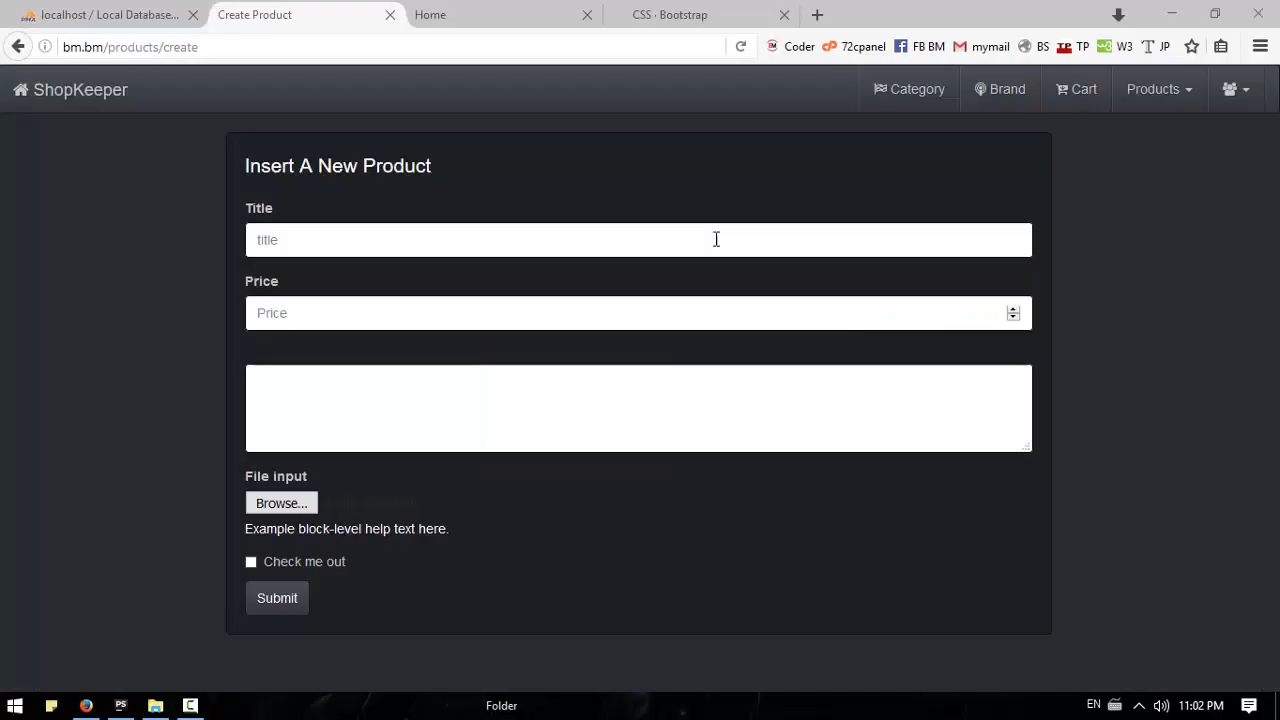 localhost / Local Database...
Create Product
Home
CSS · Bootstrap
bm.bm/products/create
Coder
72cpanel
FB BM
mymail
BS
TP
W3
JP
ShopKeeper
Category
Brand
Cart
Products
Insert A New Product
Title
title
Price
Price
File input
Browse...
Example block-level help text here.
Check me out
Submit
Folder
EN
11:02 PM